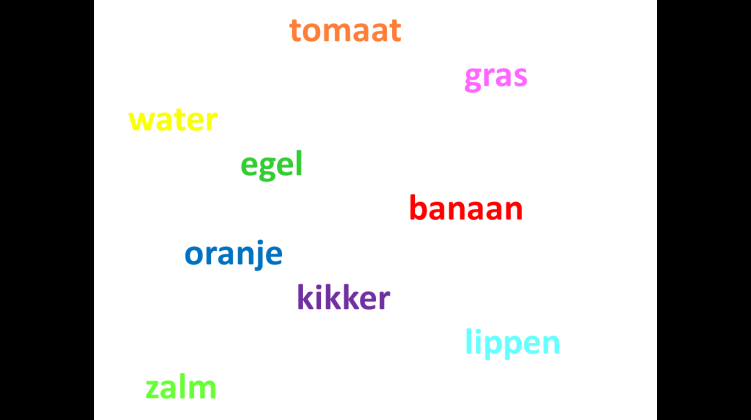 tomaat
gras
water
egel
banaan
oranje
kikker
lippen
zalm